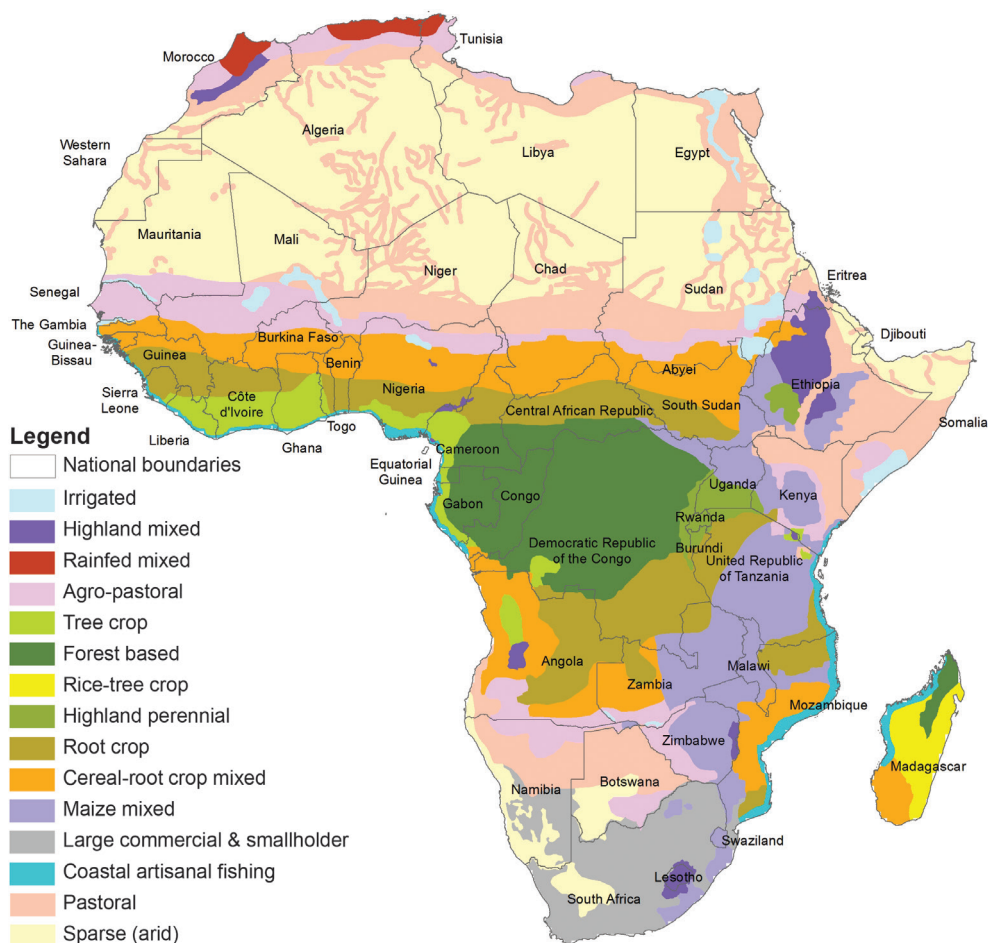 Morocco
Tunisia
Algeria
Libya
Egypt
Western
Sahara
Mauritania
Mali
Niger
Chad
Sudan
Eritrea
Senegal
The Gambia
Guinea-
Bissau
Guinea
Burkina Faso
Benin
Nigeria
Abyei
Djibouti
Ethiopia
Sierra
Leone
Côte
d'Ivoire
Togo
Central African Republic
South Sudan
Somalia
Liberia
Ghana
Cameroon
Equatorial
Guinea
Gabon
Congo
Uganda
Kenya
Rwanda
Democratic Republic
of the Congo
Burundi
United Republic
of Tanzania
Angola
Zambia
Malawi
Mozambique
Zimbabwe
Madagascar
Namibia
Botswana
Swaziland
Lesotho
South Africa
Legend
National boundaries
Irrigated
Highland mixed
Rainfed mixed
Agro-pastoral
Tree crop
Forest based
Rice-tree crop
Highland perennial
Root crop
Cereal-root crop mixed
Maize mixed
Large commercial & smallholder
Coastal artisanal fishing
Pastoral
Sparse (arid)